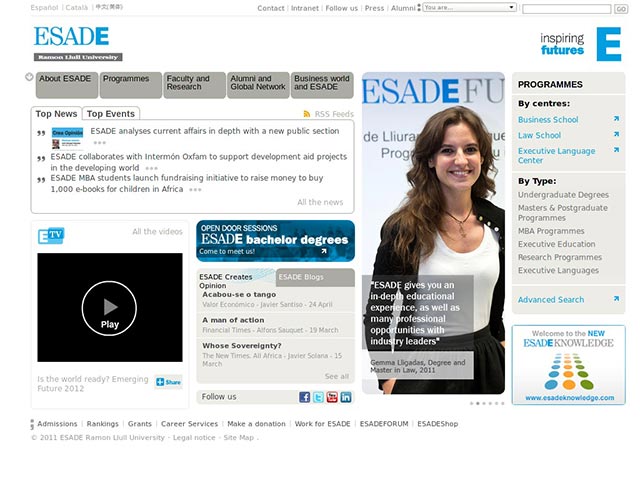 Español | Català | 中文(简体)
Contact | Intranet | Follow us | Press | Alumni
You are...
GO
ESADE
Ramon Llull University
inspiring
futures
E
About ESADE
Programmes
Faculty and
Research
Alumni and
Global Network
Business world
and ESADE
Top News
Top Events
RSS Feeds
Crea Opinión
ESADE analyses current affairs in depth with a new public section
ESADE collaborates with Intermón Oxfam to support development aid projects
in the developing world
ESADE MBA students launch fundraising initiative to raise money to buy
1,000 e-books for children in Africa
All the news
E TV
All the videos
Play
Is the world ready? Emerging
Future 2012
Share
OPEN DOOR SESSIONS
ESADE bachelor degrees
Come to meet us!
ESADE Creates
Opinion
ESADE Blogs
Acabou-se o tango
Valor Económico - Javier Santiso - 24 April
A man of action
Financial Times - Alfons Sauquet - 19 March
Whose Sovereignty?
The New Times. All Africa - Javier Solana - 15
March
See all
Follow us
ESADE FU
de Lliuran
Pro
"ESADE gives you an
in-depth educational
experience, as well as
many professional
opportunities with
industry leaders"
Gemma Lligadas, Degree and
Master in Law, 2011
PROGRAMMES
By centres:
Business School
Law School
Executive Language
Center
By Type:
Undergraduate Degrees
Masters & Postgraduate
Programmes
MBA Programmes
Executive Education
Research Programmes
Executive Languages
Advanced Search
Welcome to the NEW
ESADEKNOWLEDGE
www.esadeknowledge.com
Admissions | Rankings | Grants | Career Services | Make a donation | Work for ESADE | ESADEFORUM | ESADEShop
© 2011 ESADE Ramon Llull University · Legal notice · Site Map .